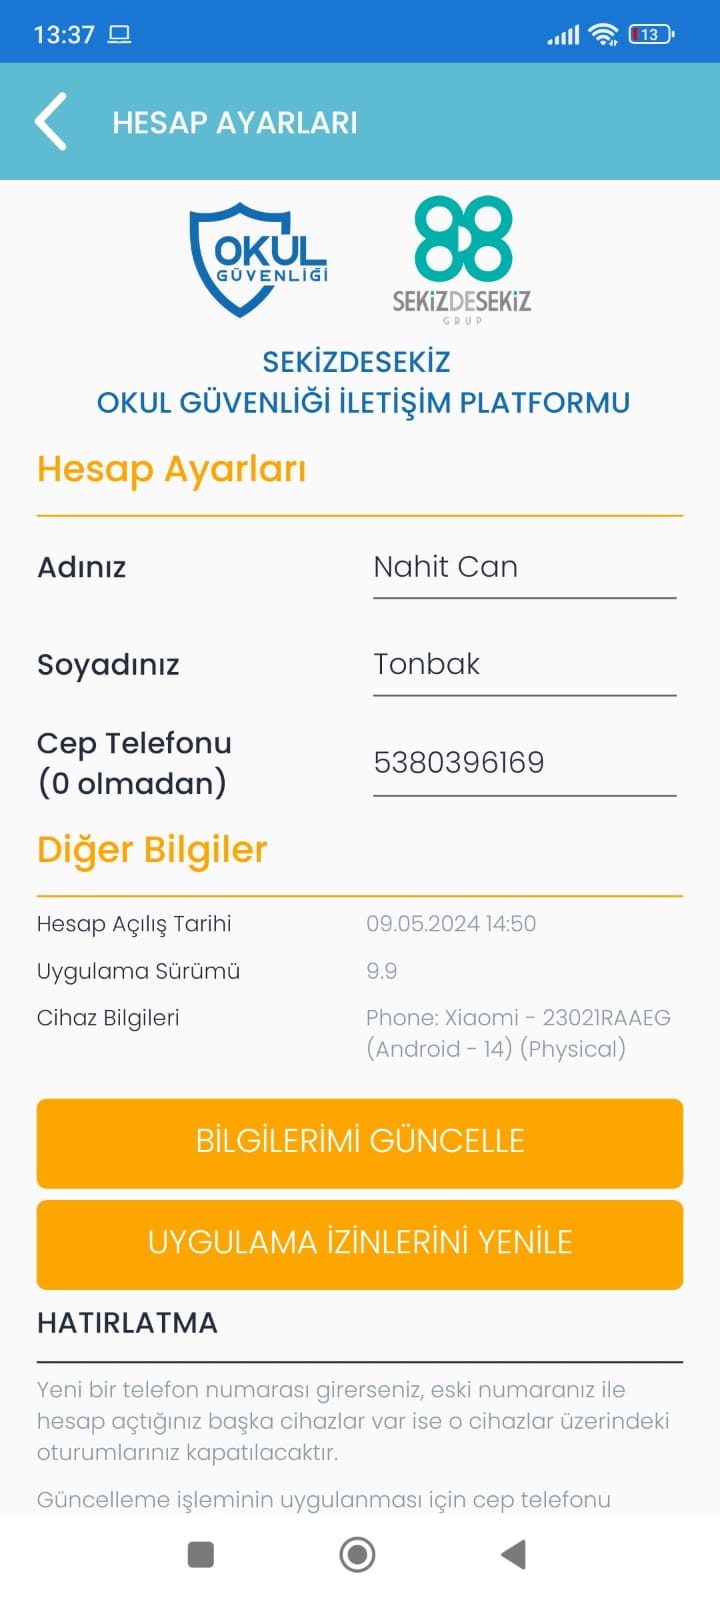 13:37
13
HESAP AYARLARI
OKUL
GÜVENLİĞİ
SEKİZDESEKİZ
GRUP
SEKİZDESEKİZ
OKUL GÜVENLİĞİ İLETİŞİM PLATFORMU
Hesap Ayarları
Adınız Nahit Can
Soyadınız Tonbak
Cep Telefonu
(0 olmadan) 5380396169
Diğer Bilgiler
Hesap Açılış Tarihi 09.05.2024 14:50
Uygulama Sürümü 9.9
Cihaz Bilgileri Phone: Xiaomi - 23021RAAEG
(Android - 14) (Physical)
BİLGİLERİMİ GÜNCELLE
UYGULAMA İZİNLERİNİ YENİLE
HATIRLATMA
Yeni bir telefon numarası girerseniz, eski numaranız ile
hesap açtığınız başka cihazlar var ise o cihazlar üzerindeki
oturumlarınız kapatılacaktır.
Güncelleme işleminin uygulanması için cep telefonu